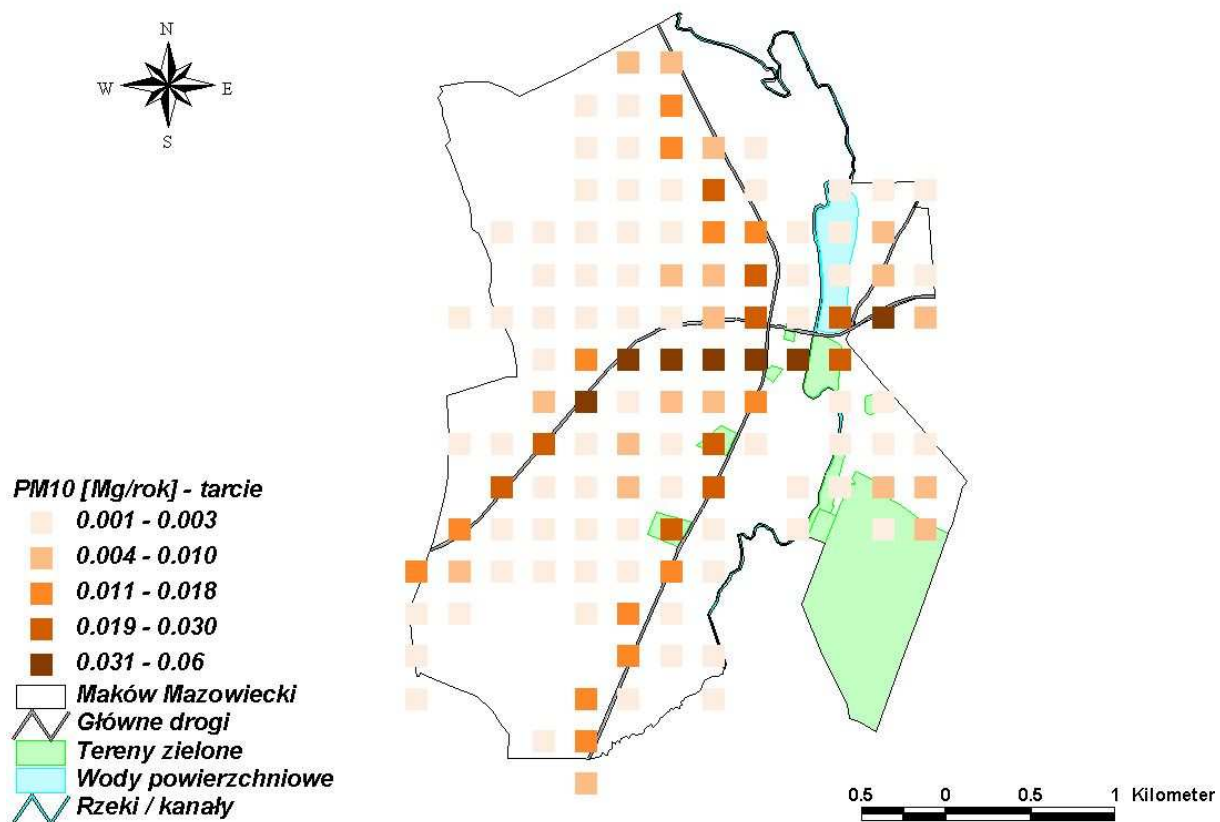 N
W E
S
PM10 [Mg/rok] - tarcie
0.001 - 0.003
0.004 - 0.010
0.011 - 0.018
0.019 - 0.030
0.031 - 0.06
Maków Mazowiecki
Główne drogi
Tereny zielone
Wody powierzchniowe
Rzeki / kanały
0.5 0 0.5 1 Kilometer